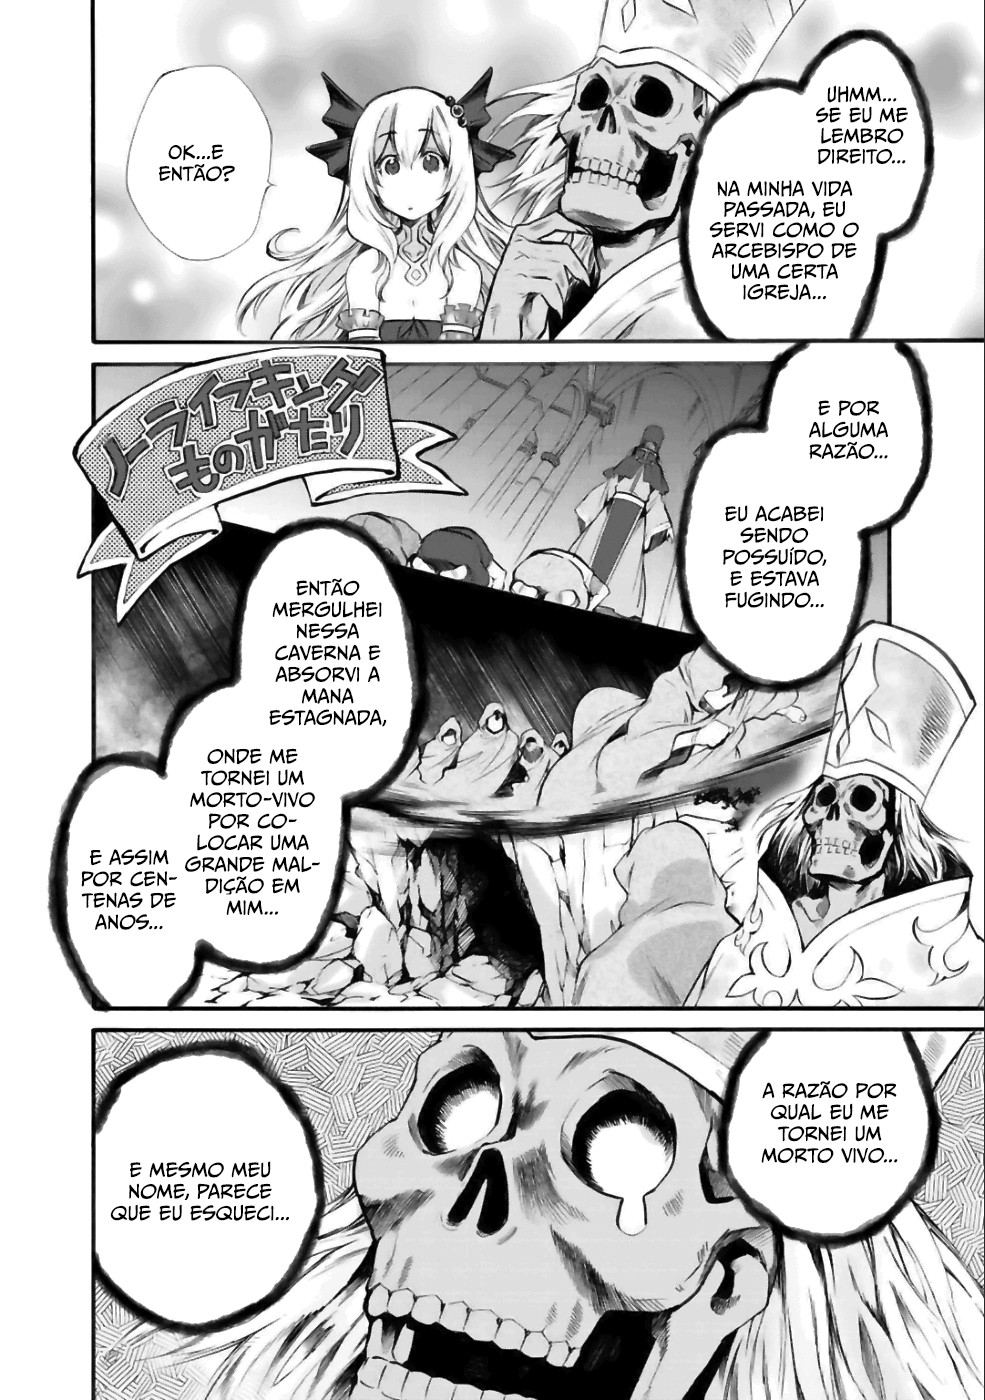 UHMM...
SE EU ME
LEMBRO
DIREITO...
NA MINHA VIDA
PASSADA, EU
SERVI COMO O
ARCEBISPO DE
UMA CERTA
IGREJA...
OK...E
ENTÃO?
E POR
ALGUMA
RAZÃO...
EU ACABEI
SENDO
POSSUÍDO,
E ESTAVA
FUGINDO...
ノーライフキング
ものがたり
ENTÃO
MERGULHEI
NESSA
CAVERNA E
ABSORVI A
MANA
ESTAGNADA,
ONDE ME
TORNEI UM
MORTO-VIVO
POR CO-
LOCAR UMA
GRANDE MAL-
DIÇÃO EM
MIM...
E ASSIM
POR CEN-
TENAS DE
ANOS...
A RAZÃO POR
QUAL EU ME
TORNEI UM
MORTO VIVO...
E MESMO MEU
NOME, PARECE
QUE EU ESQUECI...